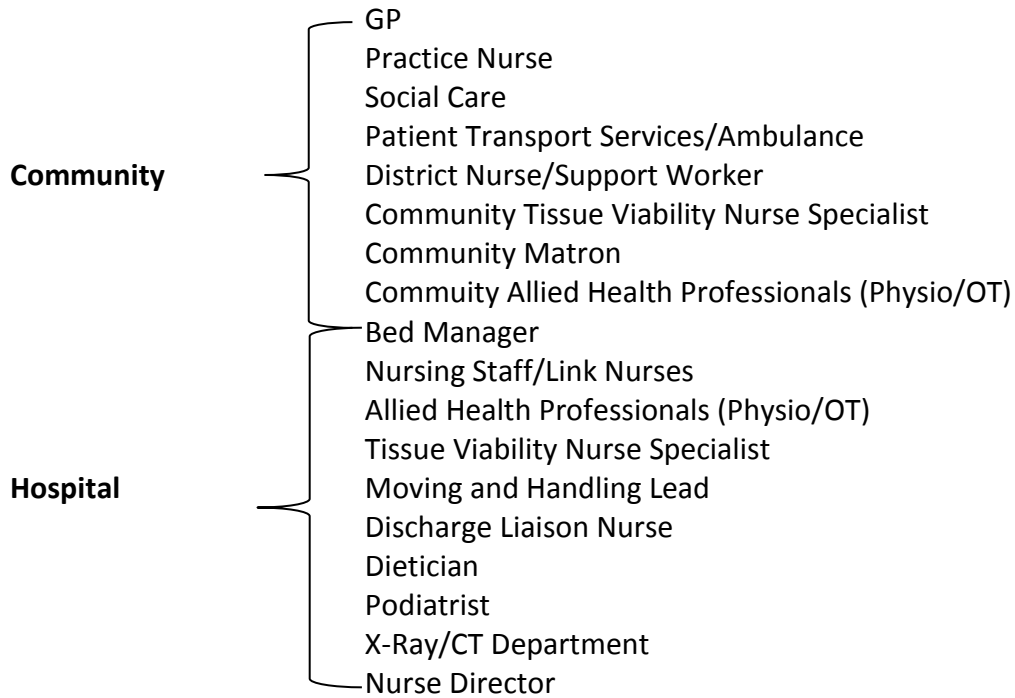 GP
Practice Nurse
Social Care
Patient Transport Services/Ambulance
Community District Nurse/Support Worker
Community Tissue Viability Nurse Specialist
Community Matron
Commuity Allied Health Professionals (Physio/OT)
Bed Manager
Nursing Staff/Link Nurses
Allied Health Professionals (Physio/OT)
Tissue Viability Nurse Specialist
Hospital Moving and Handling Lead
Discharge Liaison Nurse
Dietician
Podiatrist
X-Ray/CT Department
Nurse Director